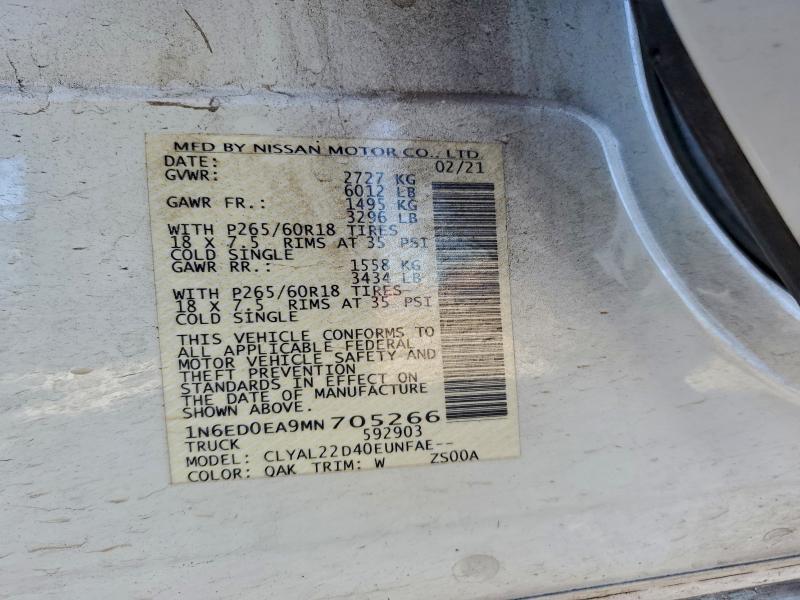 MFD BY NISSAN MOTOR CO., LTD
DATE: 02/21
GVWR: 2727 KG
6012 LB
GAWR FR.: 1495 KG
3296 LB
WITH P265/60R18 TIRES
18 X 7.5 RIMS AT 35 PSI
COLD SINGLE
GAWR RR.: 1558 KG
3434 LB
WITH P265/60R18 TIRES
18 X 7.5 RIMS AT 35 PSI
COLD SINGLE
THIS VEHICLE CONFORMS TO
ALL APPLICABLE FEDERAL
MOTOR VEHICLE SAFETY AND
THEFT PREVENTION
STANDARDS IN EFFECT ON
THE DATE OF MANUFACTURE
SHOWN ABOVE.
1N6ED0EA9MN705266
TRUCK 592903
MODEL: CLYAL22D40EUNFAE--
COLOR: QAK TRIM: W ZS00A